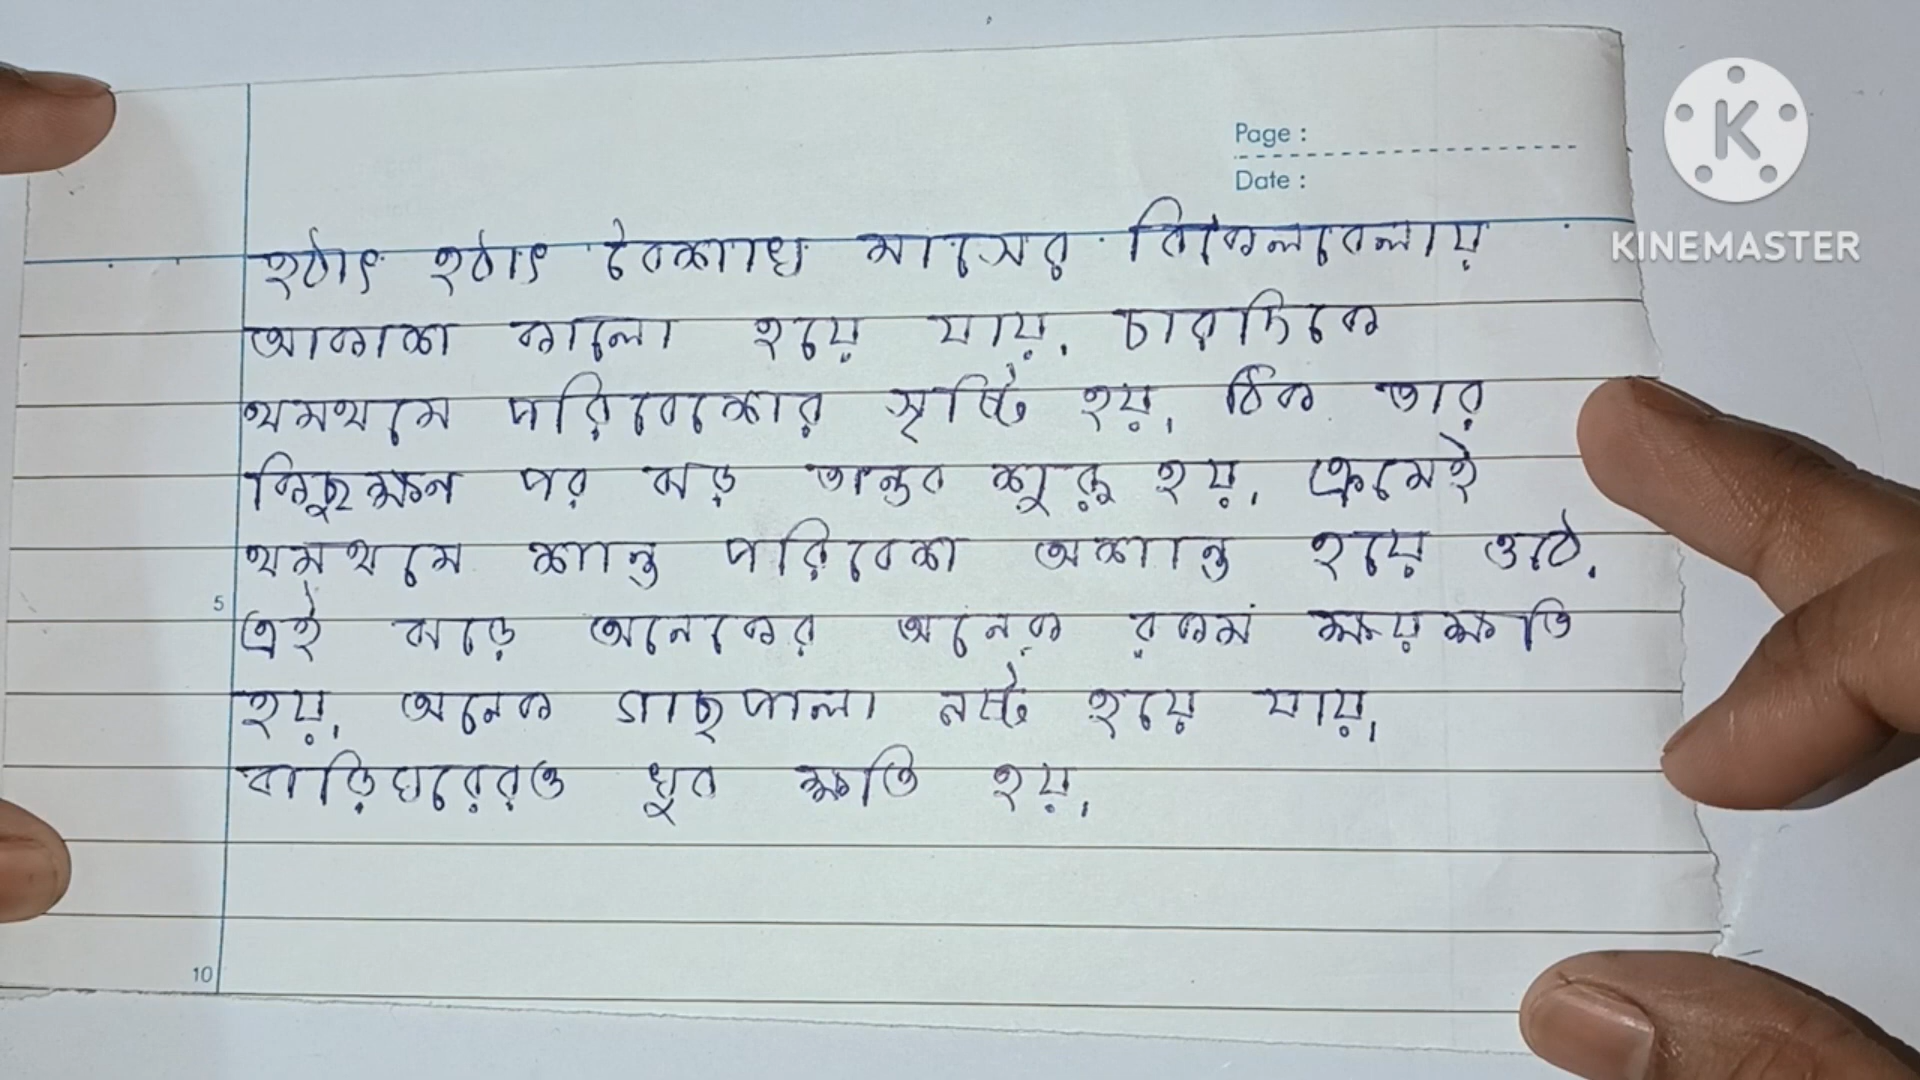 Page :
Date :
হঠাৎ হঠাৎ বৈশাখ মাসের বিকেলবেলায়
আকাশ কালো হয়ে যায়. চারদিকে
থমথমে পরিবেশের সৃষ্টি হয়, ঠিক তার
কিছুক্ষন পর ঝড় তান্তব শুরু হয়, ক্রমেই
থমথমে শান্ত পরিবেশ অশান্ত হয়ে ওঠে.
5
এই ঝড়ে অনেকের অনেক রকম ক্ষয়ক্ষতি
হয়, অনেক গাছপালা নষ্ট হয়ে যায়,
বাড়িঘরেরও খুব ক্ষতি হয়,
10
K
KINEMASTER